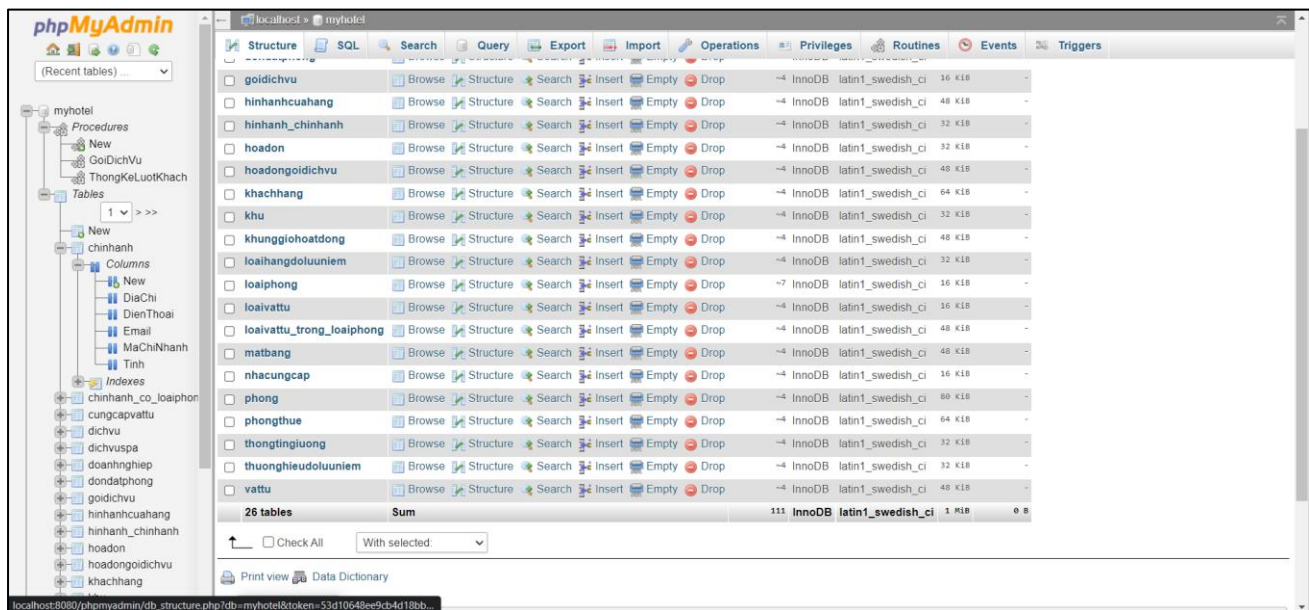 phpMyAdmin
(Recent tables) ...
myhotel
Procedures
New
GoiDichVu
ThongKeLuotKhach
Tables
1 > >>
New
chinhanh
Columns
New
DiaChi
DienThoai
Email
MaChiNhanh
Tinh
Indexes
chinhanh_co_loaiphon
cungcapvattu
dichvu
dichvuspa
doanhnghiep
dondatphong
goidichvu
hinhanhcuahang
hinhanh_chinhanh
hoadon
hoadongoidichvu
khachhang
localhost:8080/phpmyadmin/db_structure.php?db=myhotel&token=53d10648ee9cb4d18bb...
localhost » myhotel
Structure SQL Search Query Export Import Operations Privileges Routines Events Triggers
goidichvu Browse Structure Search Insert Empty Drop ~4 InnoDB latin1_swedish_ci 16 KiB -
hinhanhcuahang Browse Structure Search Insert Empty Drop ~4 InnoDB latin1_swedish_ci 48 KiB -
hinhanh_chinhanh Browse Structure Search Insert Empty Drop ~4 InnoDB latin1_swedish_ci 32 KiB -
hoadon Browse Structure Search Insert Empty Drop ~4 InnoDB latin1_swedish_ci 32 KiB -
hoadongoidichvu Browse Structure Search Insert Empty Drop ~4 InnoDB latin1_swedish_ci 48 KiB -
khachhang Browse Structure Search Insert Empty Drop ~4 InnoDB latin1_swedish_ci 64 KiB -
khu Browse Structure Search Insert Empty Drop ~4 InnoDB latin1_swedish_ci 32 KiB -
khunggiohoatdong Browse Structure Search Insert Empty Drop ~4 InnoDB latin1_swedish_ci 48 KiB -
loaihangdoluuniem Browse Structure Search Insert Empty Drop ~4 InnoDB latin1_swedish_ci 32 KiB -
loaiphong Browse Structure Search Insert Empty Drop ~7 InnoDB latin1_swedish_ci 16 KiB -
loaivattu Browse Structure Search Insert Empty Drop ~4 InnoDB latin1_swedish_ci 16 KiB -
loaivattu_trong_loaiphong Browse Structure Search Insert Empty Drop ~4 InnoDB latin1_swedish_ci 48 KiB -
matbang Browse Structure Search Insert Empty Drop ~4 InnoDB latin1_swedish_ci 48 KiB -
nhacungcap Browse Structure Search Insert Empty Drop ~4 InnoDB latin1_swedish_ci 16 KiB -
phong Browse Structure Search Insert Empty Drop ~4 InnoDB latin1_swedish_ci 80 KiB -
phongthue Browse Structure Search Insert Empty Drop ~4 InnoDB latin1_swedish_ci 64 KiB -
thongtingiuong Browse Structure Search Insert Empty Drop ~4 InnoDB latin1_swedish_ci 32 KiB -
thuonghieudoluuniem Browse Structure Search Insert Empty Drop ~4 InnoDB latin1_swedish_ci 32 KiB -
vattu Browse Structure Search Insert Empty Drop ~4 InnoDB latin1_swedish_ci 48 KiB -
26 tables Sum 111 InnoDB latin1_swedish_ci 1 MiB 0 B
Check All With selected:
Print view Data Dictionary